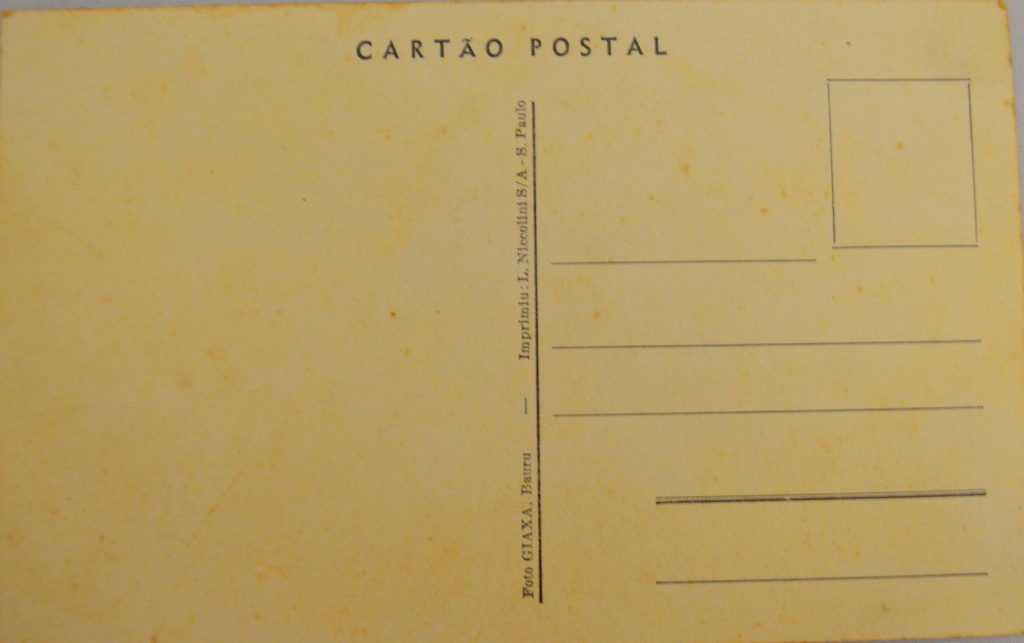 CARTÃO POSTAL
Foto GIAXA. Bauru — Imprimiu: L. Niccolini S/A - S. Paulo